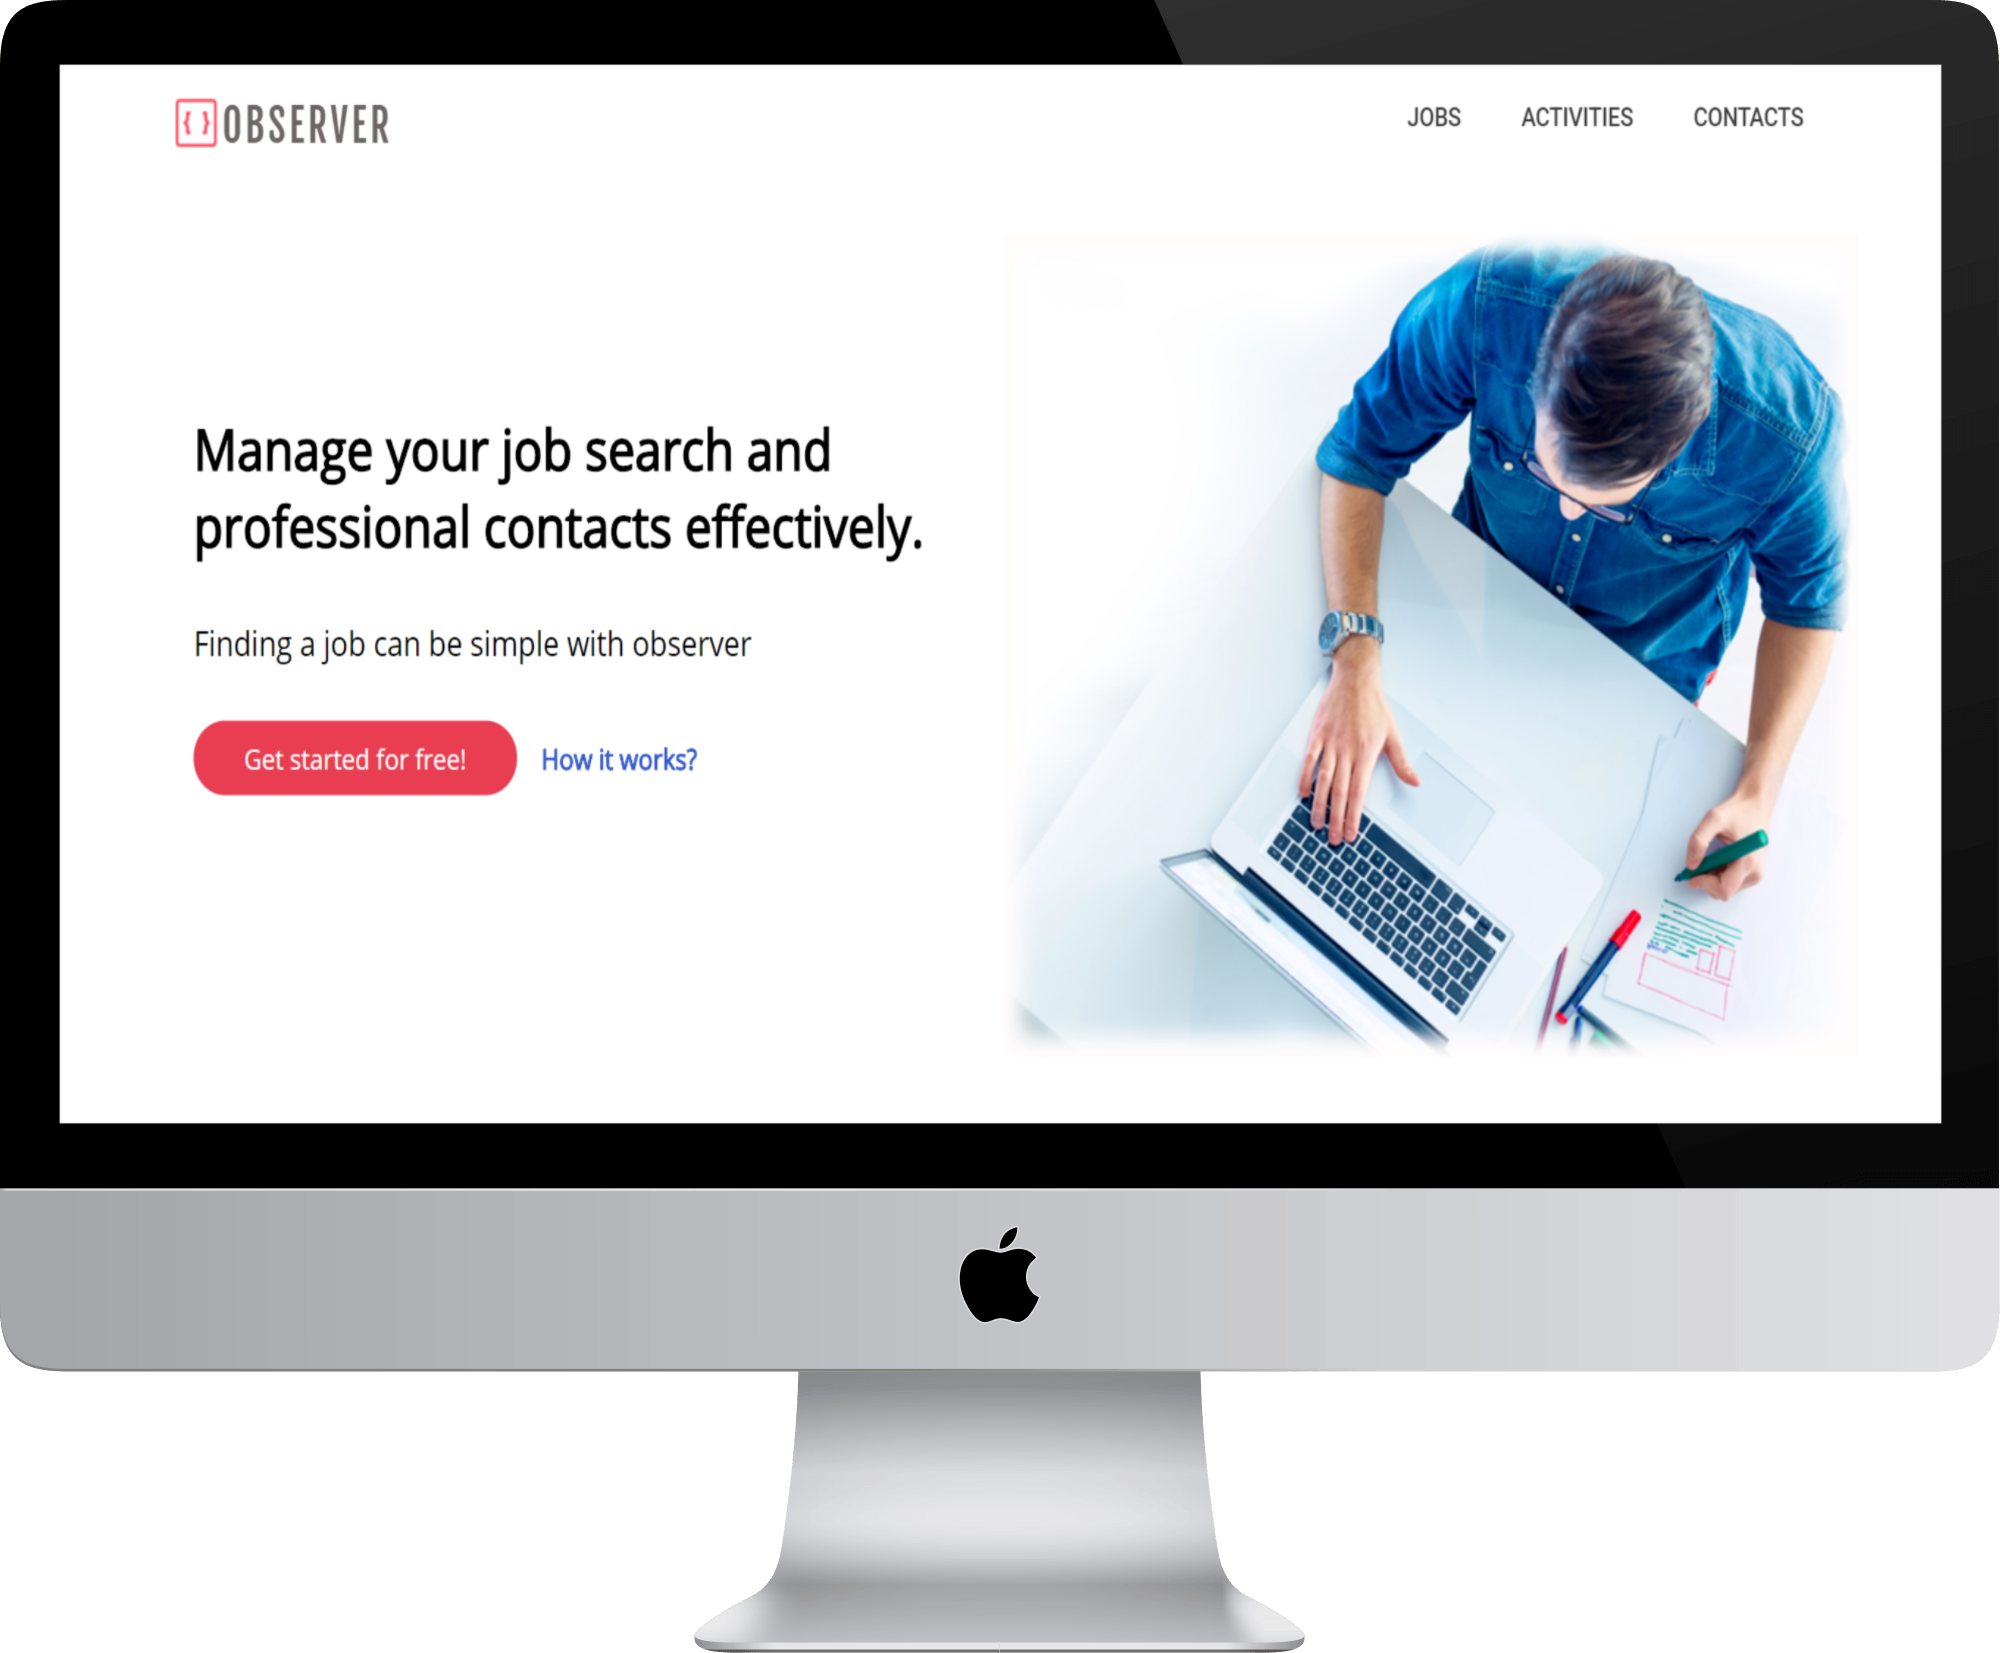 { } OBSERVER
JOBS ACTIVITIES CONTACTS
Manage your job search and
professional contacts effectively.
Finding a job can be simple with observer
Get started for free! How it works?